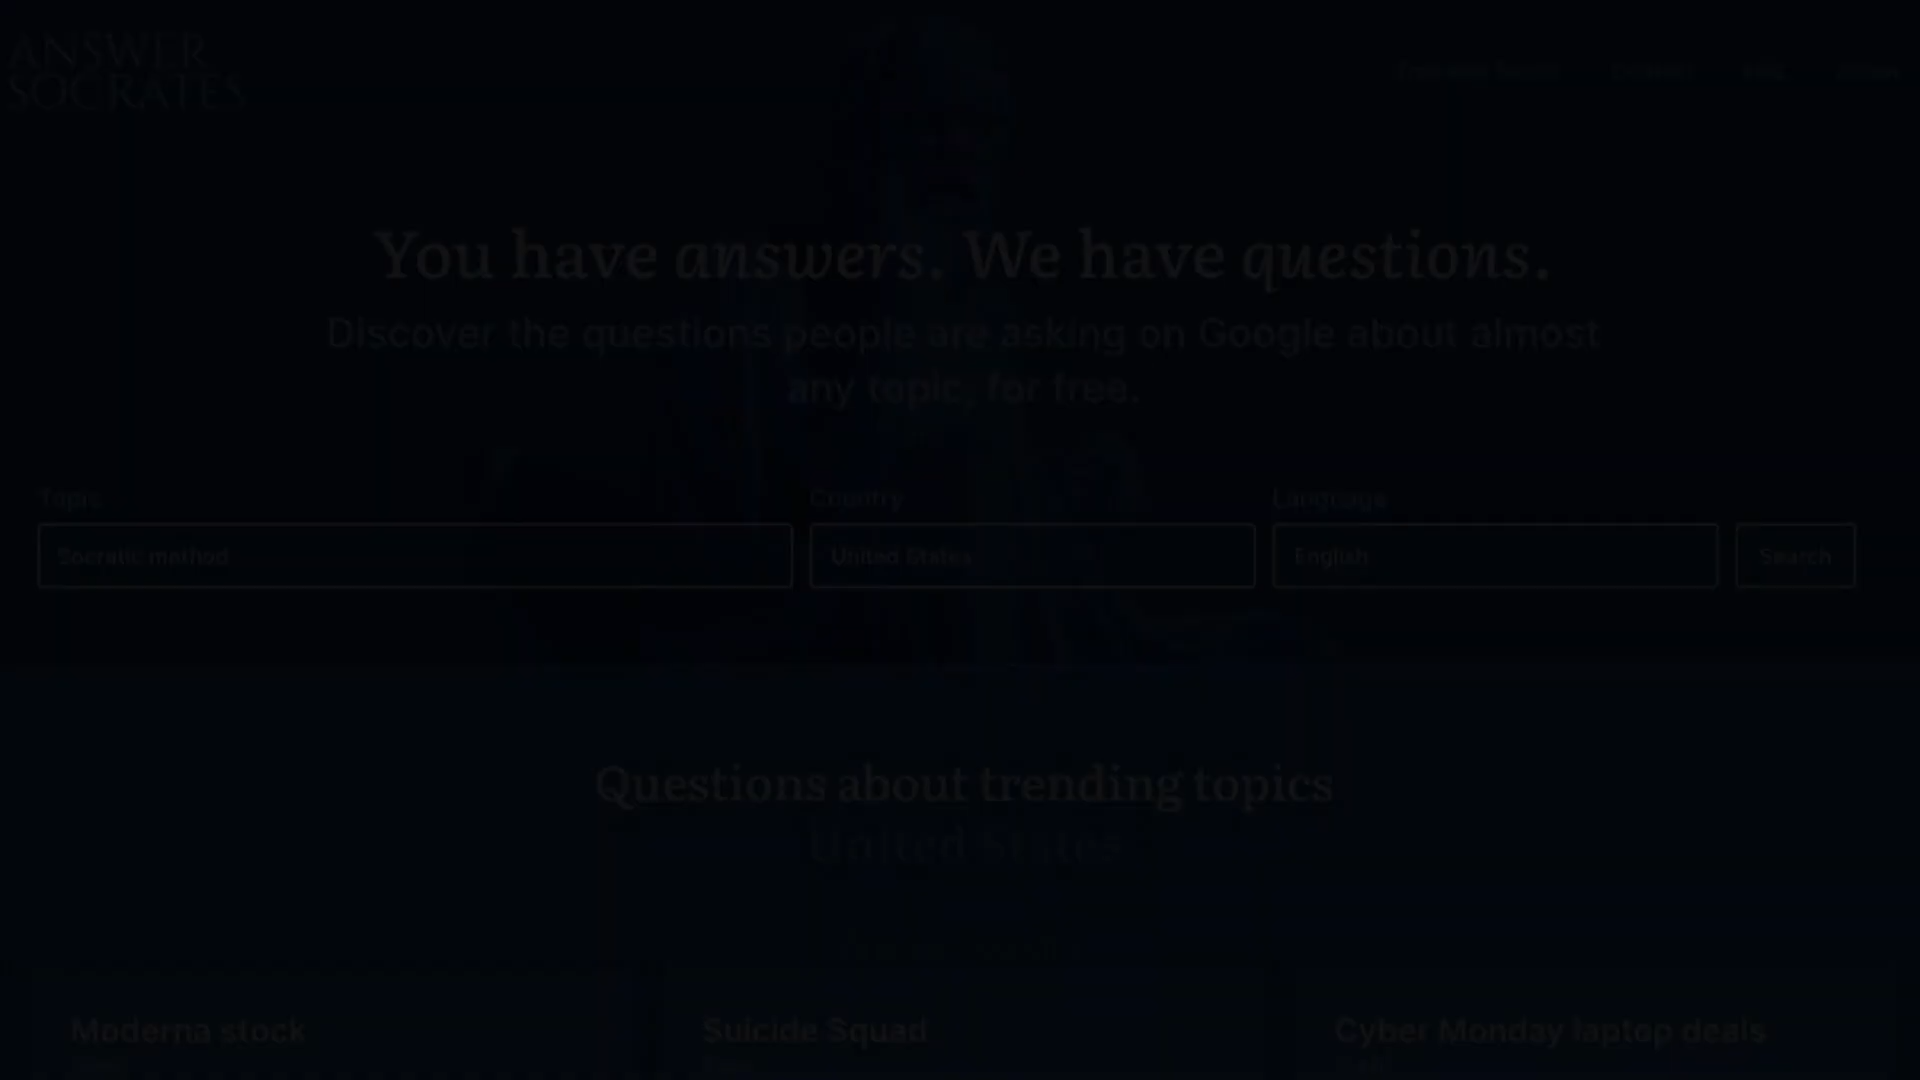 ANSWER
SOCRATES
You have answers. We have questions.
Discover the questions people are asking on Google about almost
any topic, for free.
Topic
Country
Language
Socratic method
United States
English
Search
Questions about trending topics
United States
Moderna stock
Suicide Squad
Cyber Monday laptop deals